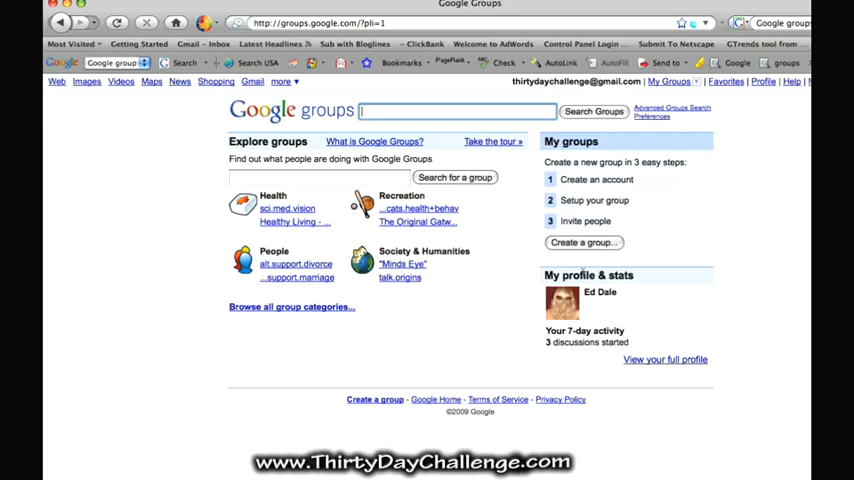 Google Groups
http://groups.google.com/?pli=1
Google groups
Most Visited Getting Started Gmail - Inbox Latest Headlines Sub with Bloglines ClickBank Welcome to AdWords Control Panel Login ... Submit To Netscape GTrends tool from ...
Google Google group Search Search USA Bookmarks PageRank Check AutoLink AutoFill Send to Google groups
Web Images Videos Maps News Shopping Gmail more ▼
thirtydaychallenge@gmail.com | My Groups | Favorites | Profile | Help |
Google groups
Search Groups
Advanced Groups Search
Preferences
Explore groups What is Google Groups? Take the tour »
Find out what people are doing with Google Groups
Search for a group
Health
sci.med.vision
Healthy Living - ...
Recreation
...cats.health+behav
The Original Gatw...
People
alt.support.divorce
...support.marriage
Society & Humanities
"Minds Eye"
talk.origins
Browse all group categories...
My groups
Create a new group in 3 easy steps:
1 Create an account
2 Setup your group
3 Invite people
Create a group...
My profile & stats
Ed Dale
Your 7-day activity
3 discussions started
View your full profile
Create a group - Google Home - Terms of Service - Privacy Policy
©2009 Google
www.ThirtyDayChallenge.com